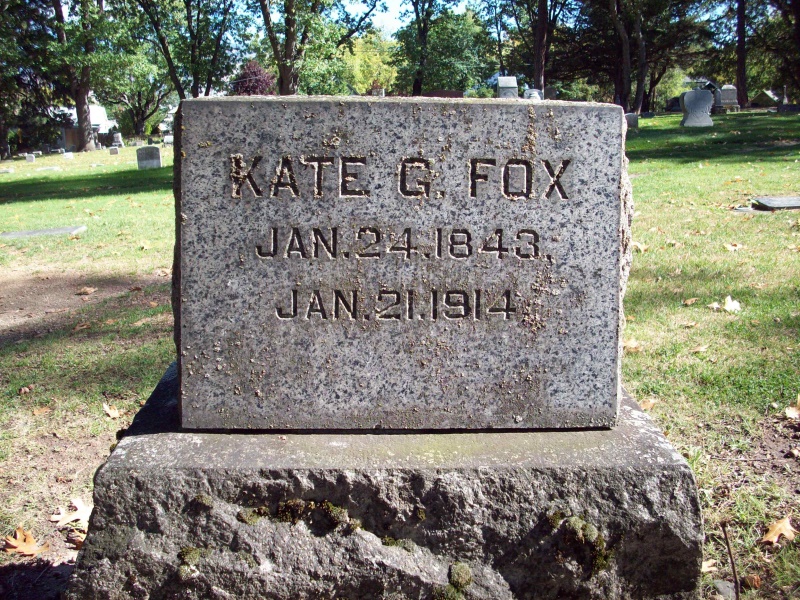 KATE G. FOX
JAN.24.1843.
JAN.21.1914